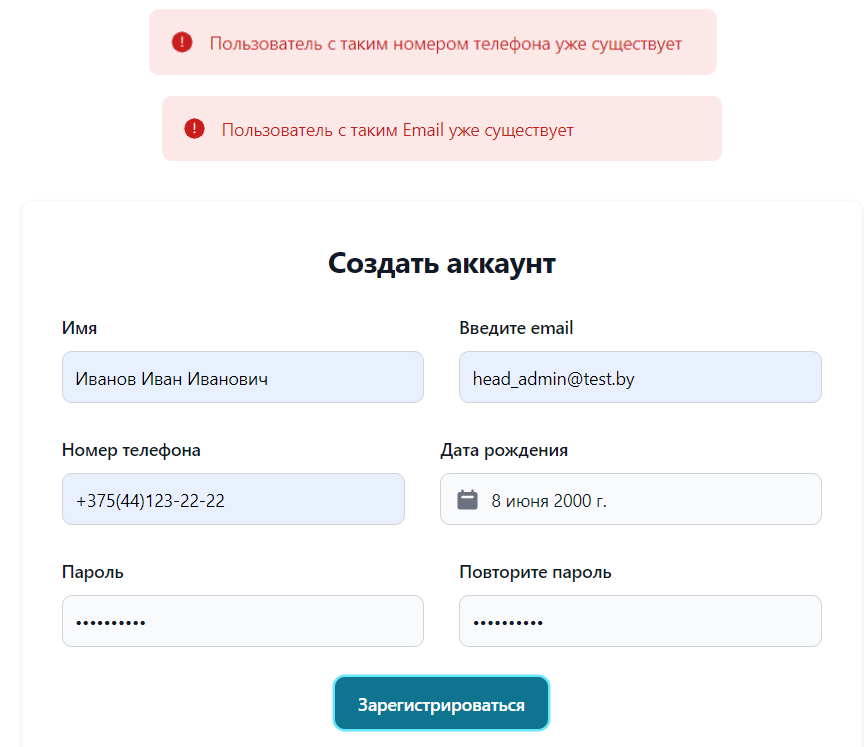 Пользователь с таким номером телефона уже существует
Пользователь с таким Email уже существует
Создать аккаунт
Имя
Введите email
Иванов Иван Иванович
head_admin@test.by
Номер телефона
Дата рождения
+375(44)123-22-22
8 июня 2000 г.
Пароль
Повторите пароль
••••••••••
••••••••••
Зарегистрироваться